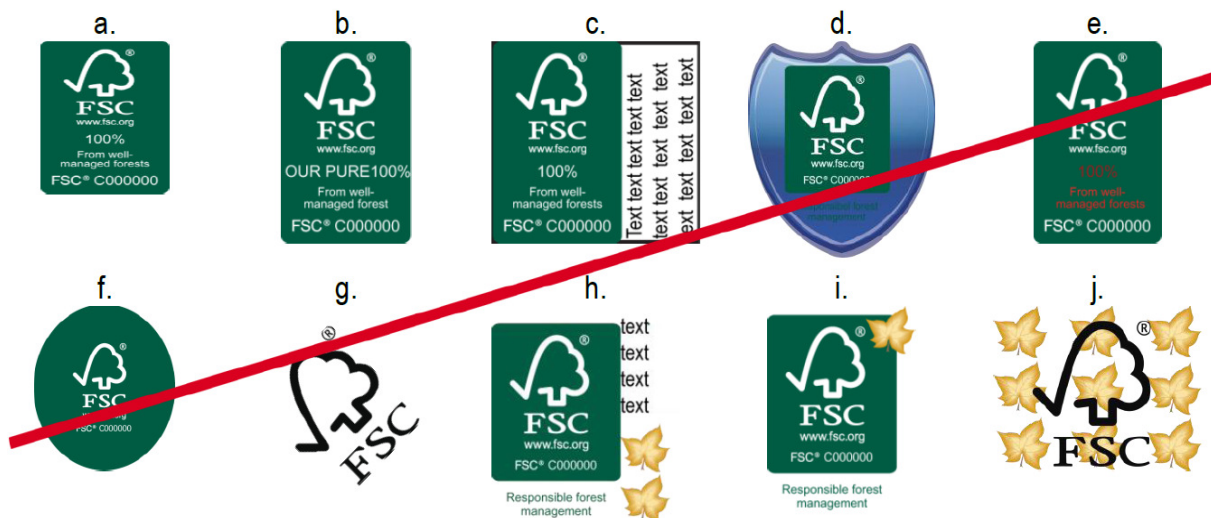 a.
®
FSC
www.fsc.org
100%
From well-
managed forests
FSC® C000000
b.
®
FSC
www.fsc.org
OUR PURE100%
From well-
managed forest
FSC® C000000
c.
®
FSC
www.fsc.org
100%
From well-
managed forests
FSC® C000000
Text text text text
text text text text
text text text text
d.
®
FSC
www.fsc.org
FSC® C000000
Responsible forest
management
e.
®
FSC
www.fsc.org
100%
From well-
managed forests
FSC® C000000
f.
®
FSC
FSC® C000000
g.
®
FSC
h.
®
FSC
www.fsc.org
FSC® C000000
Responsible forest
management
text
text
text
text
i.
®
FSC
www.fsc.org
FSC® C000000
Responsible forest
management
j.
®
FSC